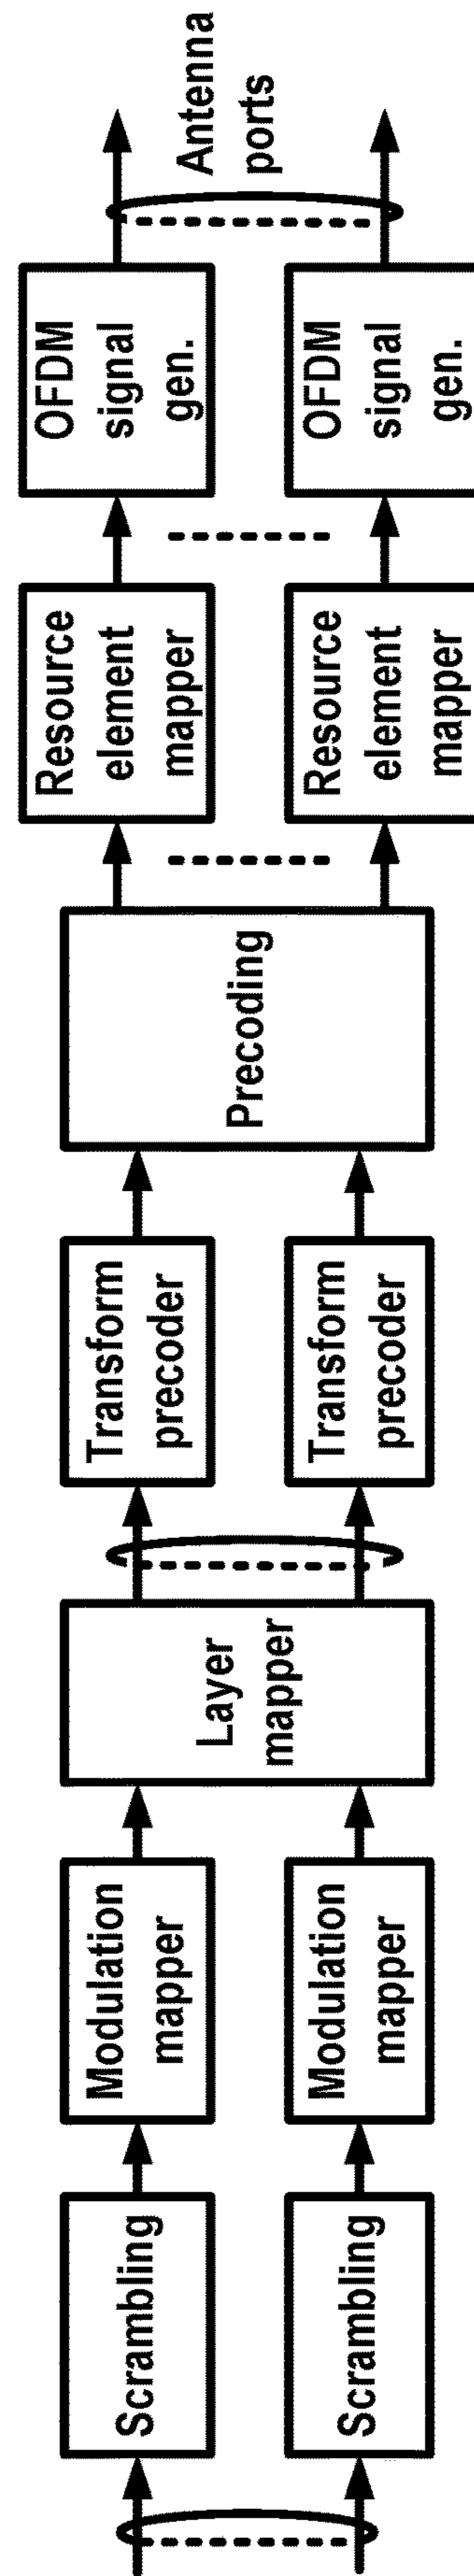 Scrambling
Scrambling
Modulation
mapper
Modulation
mapper
Layer
mapper
Transform
precoder
Transform
precoder
Precoding
Resource
element
mapper
Resource
element
mapper
OFDM
signal
gen.
OFDM
signal
gen.
Antenna
ports